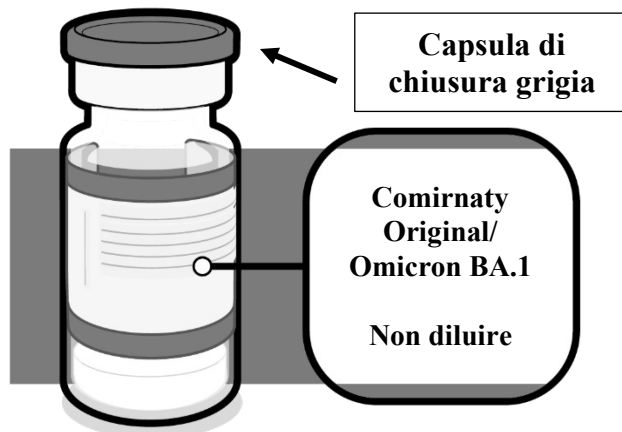 Capsula di
chiusura grigia
Comirnaty
Original/
Omicron BA.1
Non diluire